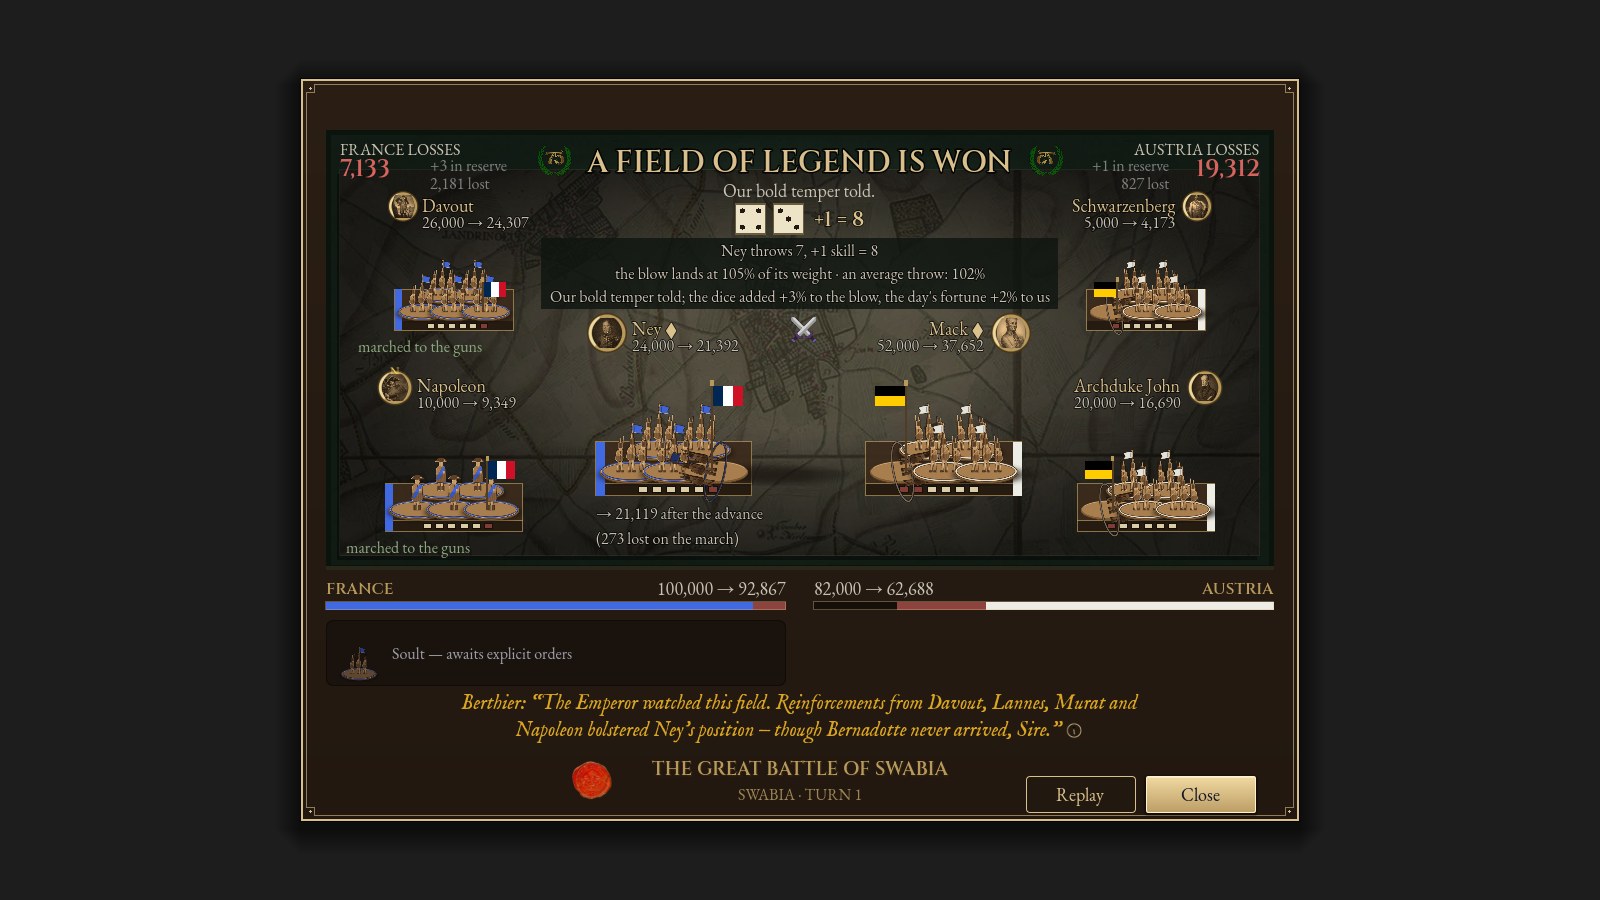 FRANCE LOSSES
7,133
+3 in reserve
2,181 lost
A FIELD OF LEGEND IS WON
AUSTRIA LOSSES
+1 in reserve
19,312
827 lost
Our bold temper told.
+1 = 8
Davout
26,000 → 24,307
Schwarzenberg
5,000 → 4,173
Ney throws 7, +1 skill = 8
the blow lands at 105% of its weight · an average throw: 102%
Our bold temper told; the dice added +3% to the blow, the day's fortune +2% to us
Ney
24,000 → 21,392
Mack
52,000 → 37,652
marched to the guns
Napoleon
10,000 → 9,349
Archduke John
20,000 → 16,690
→ 21,119 after the advance
(273 lost on the march)
marched to the guns
FRANCE
100,000 → 92,867
82,000 → 62,688
AUSTRIA
Soult — awaits explicit orders
Berthier: “The Emperor watched this field. Reinforcements from Davout, Lannes, Murat and
Napoleon bolstered Ney’s position — though Bernadotte never arrived, Sire.”
THE GREAT BATTLE OF SWABIA
SWABIA · TURN 1
Replay
Close